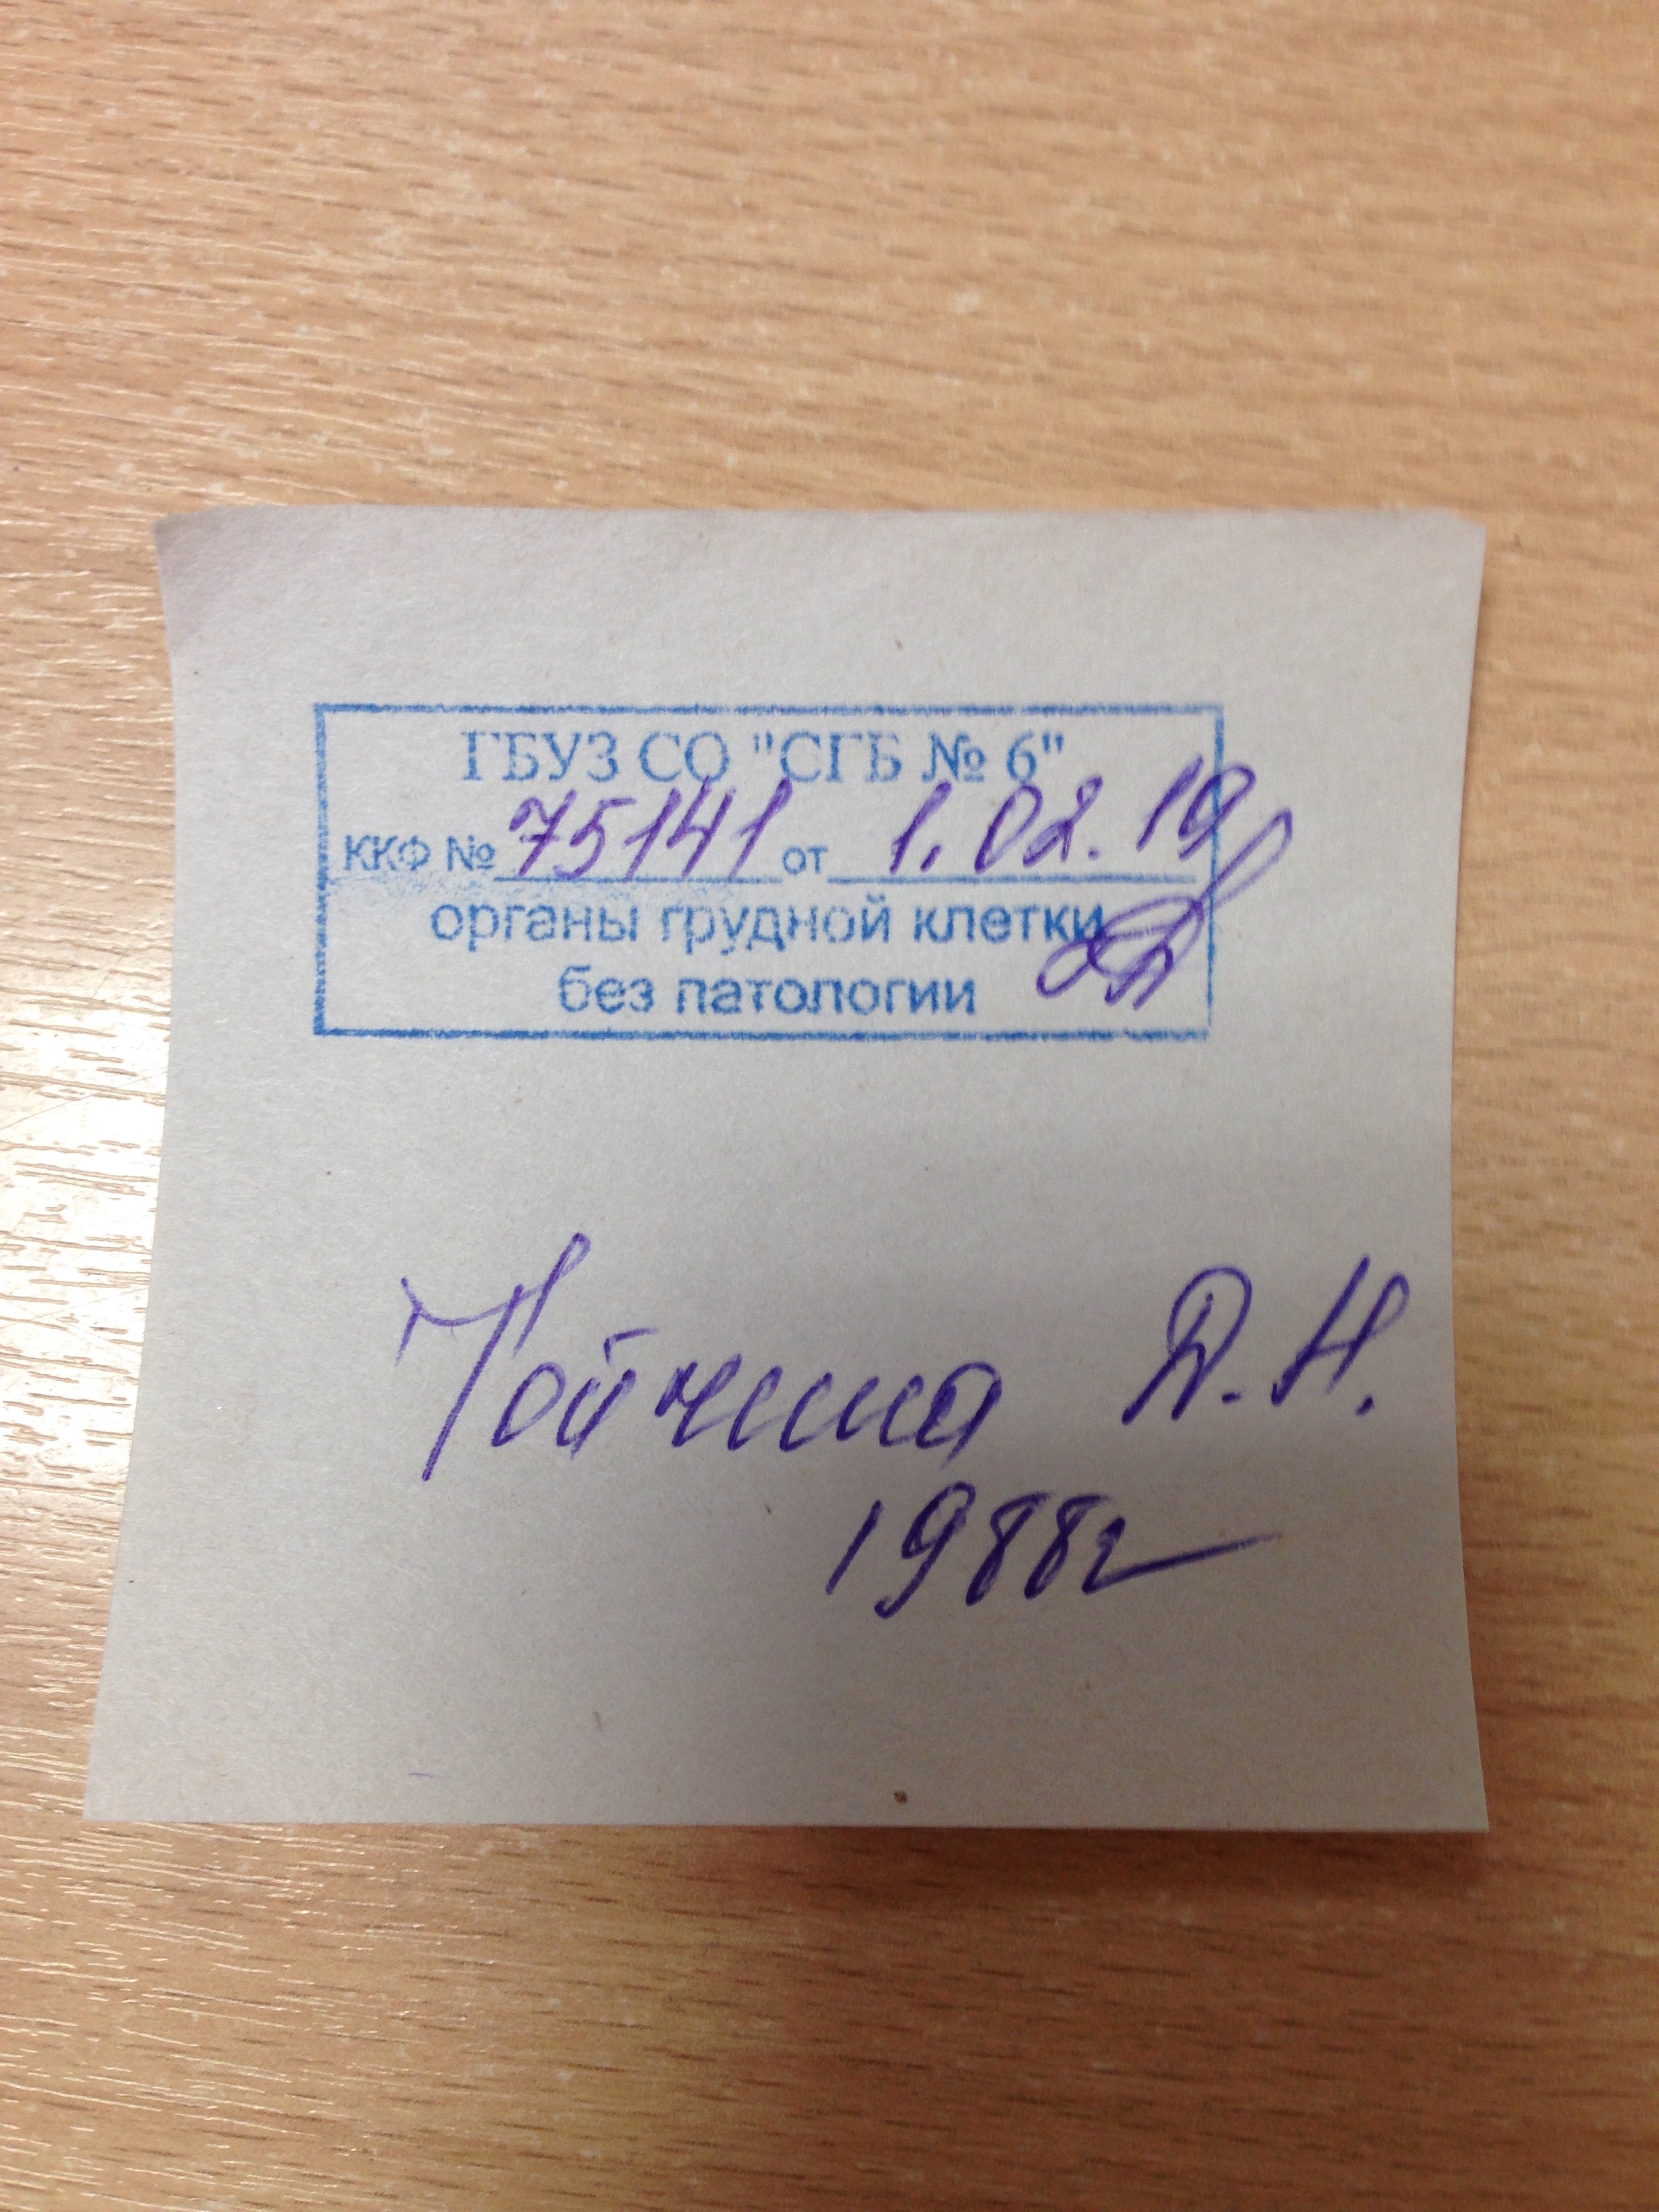 ГБУЗ СО "СГБ № 6"
ККФ № 75141 от 1.02.19
органы грудной клетки
без патологии
Д.Н.
1988г